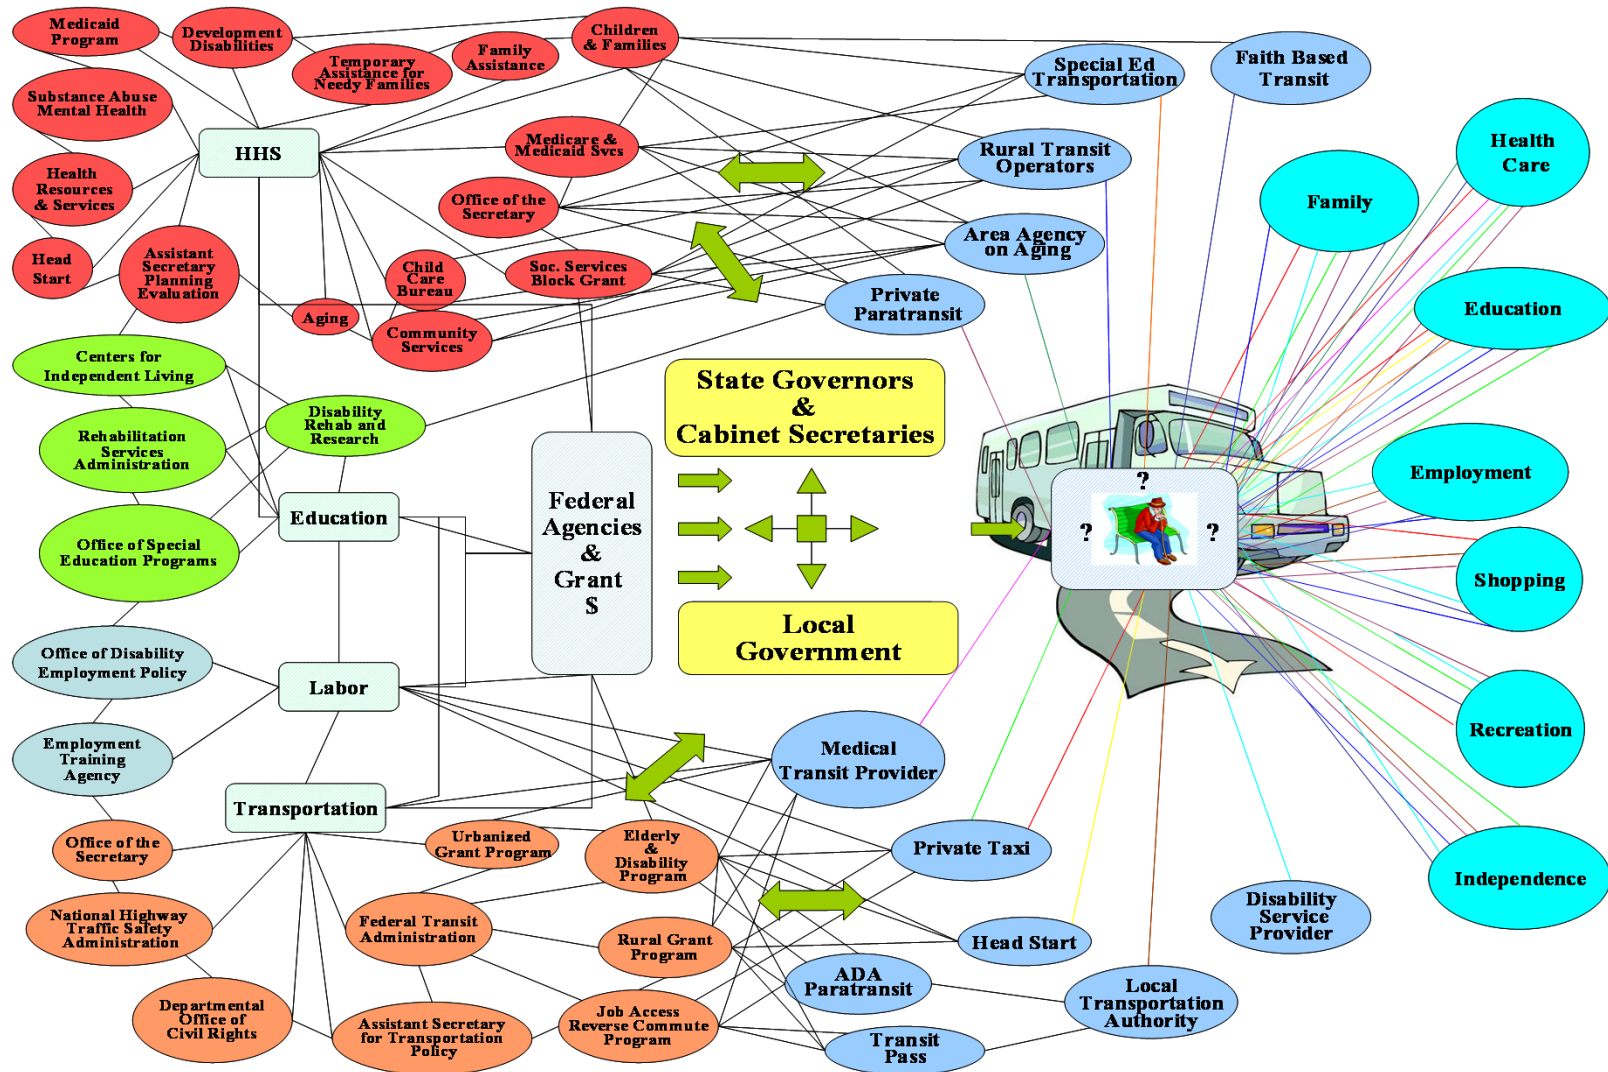 Medicaid
Program
Development
Disabilities
Temporary
Assistance for
Needy Families
Family
Assistance
Children
& Families
Special Ed
Transportation
Faith Based
Transit
Substance Abuse
Mental Health
HHS
Medicare &
Medicaid Svcs
Rural Transit
Operators
Health
Care
Health
Resources
& Services
Office of the
Secretary
Family
Area Agency
on Aging
Head
Start
Assistant
Secretary
Planning
Evaluation
Child
Care
Bureau
Soc. Services
Block Grant
Private
Paratransit
Education
Aging
Community
Services
Centers for
Independent Living
State Governors
&
Cabinet Secretaries
Disability
Rehab and
Research
Rehabilitation
Services
Administration
Employment
Education
Federal
Agencies
&
Grant
$
?
?
?
Office of Special
Education Programs
Shopping
Local
Government
Office of Disability
Employment Policy
Labor
Recreation
Employment
Training
Agency
Medical
Transit Provider
Transportation
Office of the
Secretary
Urbanized
Grant Program
Elderly
&
Disability
Program
Private Taxi
Independence
National Highway
Traffic Safety
Administration
Federal Transit
Administration
Rural Grant
Program
Head Start
Disability
Service
Provider
ADA
Paratransit
Departmental
Office of
Civil Rights
Assistant Secretary
for Transportation
Policy
Job Access
Reverse Commute
Program
Transit
Pass
Local
Transportation
Authority